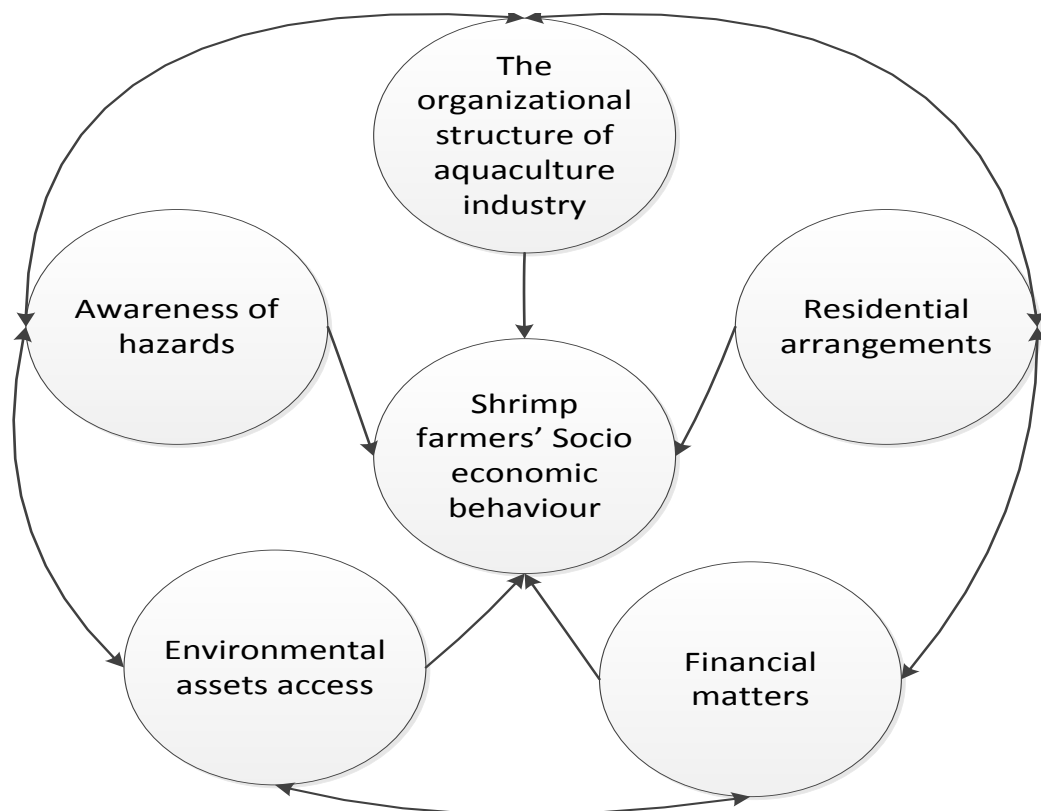 The
organizational
structure of
aquaculture
industry
Awareness of
hazards
Residential
arrangements
Shrimp
farmers’ Socio
economic
behaviour
Environmental
assets access
Financial
matters